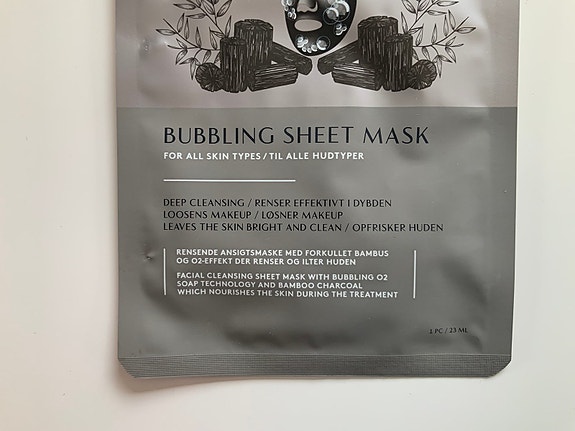 BUBBLING SHEET MASK
FOR ALL SKIN TYPES / TIL ALLE HUDTYPER
DEEP CLEANSING / RENSER EFFEKTIVT I DYBDEN
LOOSENS MAKEUP / LØSNER MAKEUP
LEAVES THE SKIN BRIGHT AND CLEAN / OPFRISKER HUDEN
RENSENDE ANSIGTSMASKE MED FORKULLET BAMBUS
OG O2-EFFEKT DER RENSER OG ILTER HUDEN
FACIAL CLEANSING SHEET MASK WITH BUBBLING O2
SOAP TECHNOLOGY AND BAMBOO CHARCOAL
WHICH NOURISHES THE SKIN DURING THE TREATMENT
1 PC / 23 ML